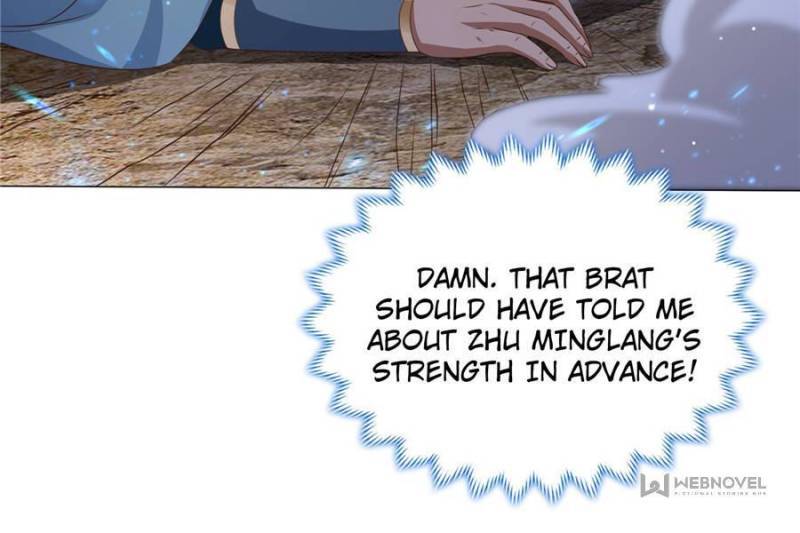 DAMN. THAT BRAT
SHOULD HAVE TOLD ME
ABOUT ZHU MINGLANG'S
STRENGTH IN ADVANCE!
WEBNOVEL